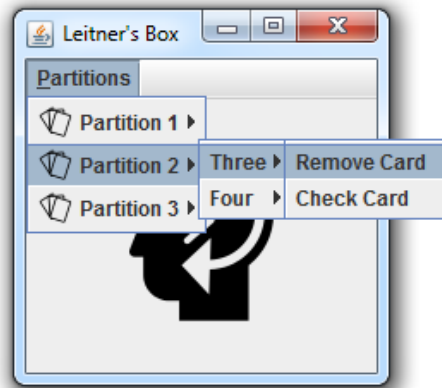 Leitner's Box
Partitions
Partition 1
Partition 2 Three Remove Card
Partition 3 Four Check Card